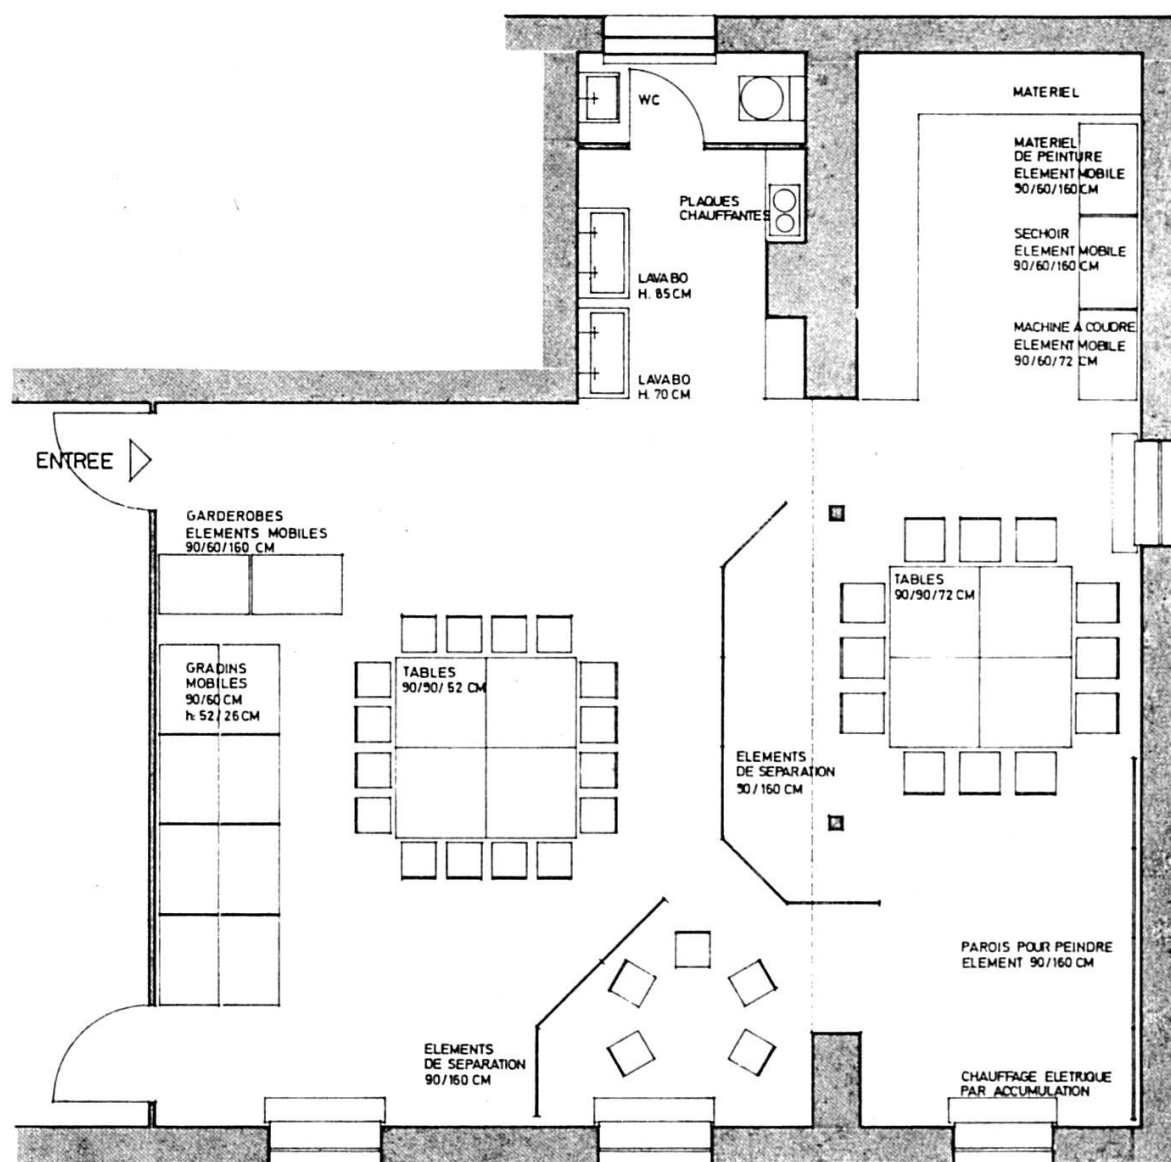 WC
MATERIEL
MATERIEL
DE PEINTURE
ELEMENT MOBILE
90/60/160 CM
PLAQUES
CHAUFFANTES
SECHOIR
ELEMENT MOBILE
90/60/160 CM
LAVABO
H. 85 CM
MACHINE A COUDRE
ELEMENT MOBILE
90/60/72 CM
LAVABO
H. 70 CM
ENTREE
GARDEROBES
ELEMENTS MOBILES
90/60/160 CM
TABLES
90/90/72 CM
GRADINS
MOBILES
90/60 CM
h: 52/26 CM
TABLES
90/90/52 CM
ELEMENTS
DE SEPARATION
90/160 CM
PAROIS POUR PEINDRE
ELEMENT 90/160 CM
ELEMENTS
DE SEPARATION
90/160 CM
CHAUFFAGE ELETRIQUE
PAR ACCUMULATION